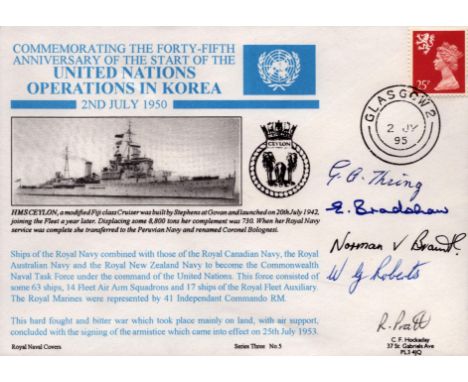 COMMEMORATING THE FORTY-FIFTH
ANNIVERSARY OF THE START OF THE
UNITED NATIONS
OPERATIONS IN KOREA
2ND JULY 1950
25P
GLASGOW 2
2 JY
95
CEYLON
HMS CEYLON, a modified Fiji class Cruiser was built by Stephens at Govan and launched on 20th July 1942,
joining the Fleet a year later. Displacing some 8,800 tons her complement was 730. When her Royal Navy
service was complete she transferred to the Peruvian Navy and renamed Coronel Bolognesi.
G. B. Thring
E. Bradshaw
Norman V
W G Roberts
R. Pratt
Ships of the Royal Navy combined with those of the Royal Canadian Navy, the Royal
Australian Navy and the Royal New Zealand Navy to become the Commonwealth
Naval Task Force under the command of the United Nations. This force consisted of
some 63 ships, 14 Fleet Air Arm Squadrons and 17 ships of the Royal Fleet Auxiliary.
The Royal Marines were represented by 41 Independant Commando RM.
This hard fought and bitter war which took place mainly on land, with air support,
concluded with the signing of the armistice which came into effect on 25th July 1953.
Royal Naval Covers
Series Three No.5
C. F. Hockaday
37 St. Gabriels Ave
PL3 4JQ